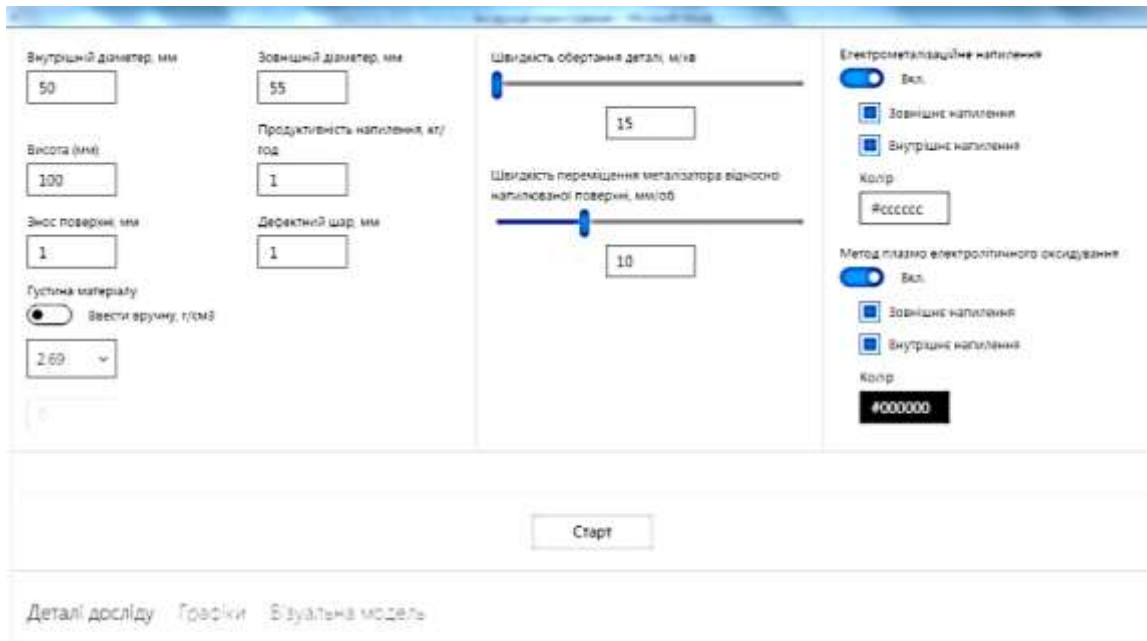 Внутрішній діаметер, мм
50
Зовнішній діаметер, мм
55
Висота (мм)
100
Продуктивність напилення, кг/
год
1
Знос поверхні, мм
1
Дефектний шар, мм
1
Густина матеріалу
Ввести вручну, г/см3
2.69
Швидкість обертання деталі, м/хв
15
Швидкість переміщення металізатора відносно
напилюваної поверхні, мм/об
10
Електрометалізаційне напилення
Вкл.
Зовнішнє напилення
Внутрішнє напилення
Колір
#cccccc
Метод плазмо електролітичного оксидування
Вкл.
Зовнішнє напилення
Внутрішнє напилення
Колір
#000000
Старт
Деталі досліду Графіки Візуальна модель